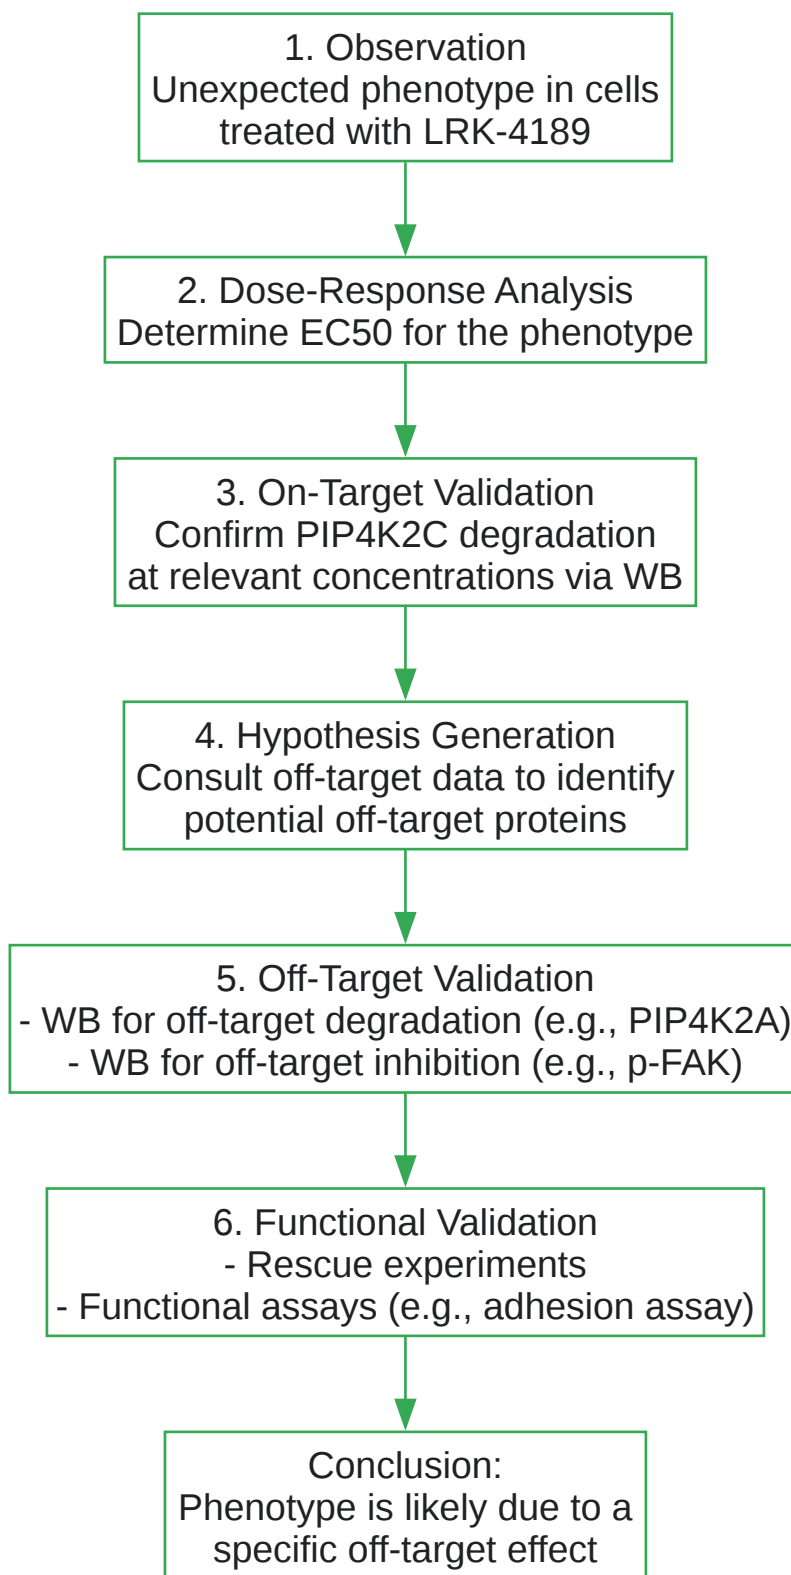 1. Observation
Unexpected phenotype in cells
treated with LRK-4189
2. Dose-Response Analysis
Determine EC50 for the phenotype
3. On-Target Validation
Confirm PIP4K2C degradation
at relevant concentrations via WB
4. Hypothesis Generation
Consult off-target data to identify
potential off-target proteins
5. Off-Target Validation
- WB for off-target degradation (e.g., PIP4K2A)
- WB for off-target inhibition (e.g., p-FAK)
6. Functional Validation
- Rescue experiments
- Functional assays (e.g., adhesion assay)
Conclusion:
Phenotype is likely due to a
specific off-target effect